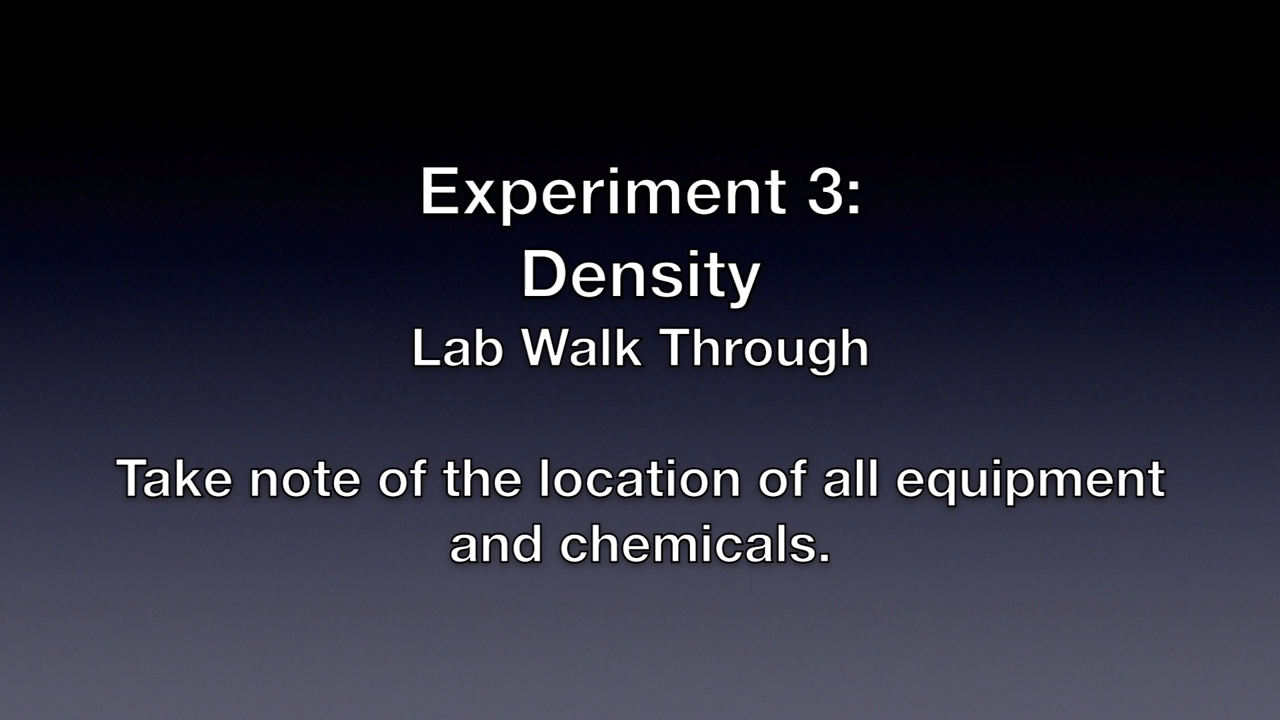 Experiment 3:
Density
Lab Walk Through
Take note of the location of all equipment
and chemicals.